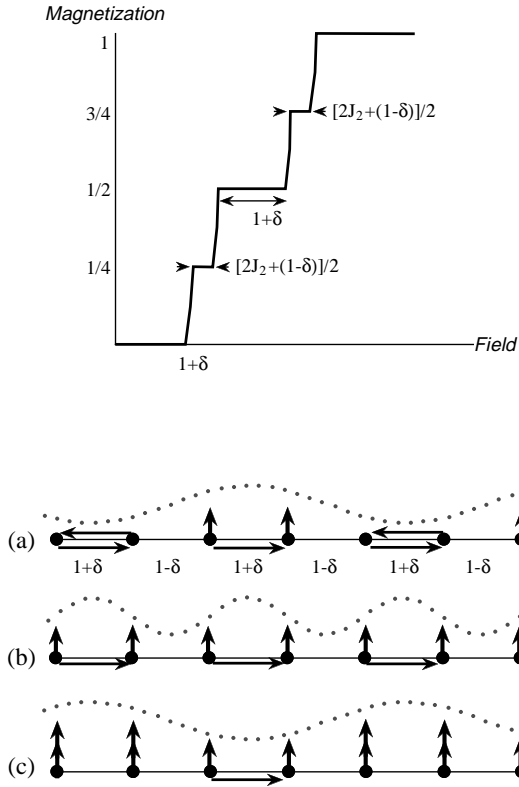 Magnetization
1
3/4
[2J₂+(1-δ)]/2
1/2
1+δ
1/4
[2J₂+(1-δ)]/2
Field
1+δ
(a)
1+δ 1-δ 1+δ 1-δ 1+δ 1-δ
(b)
(c)